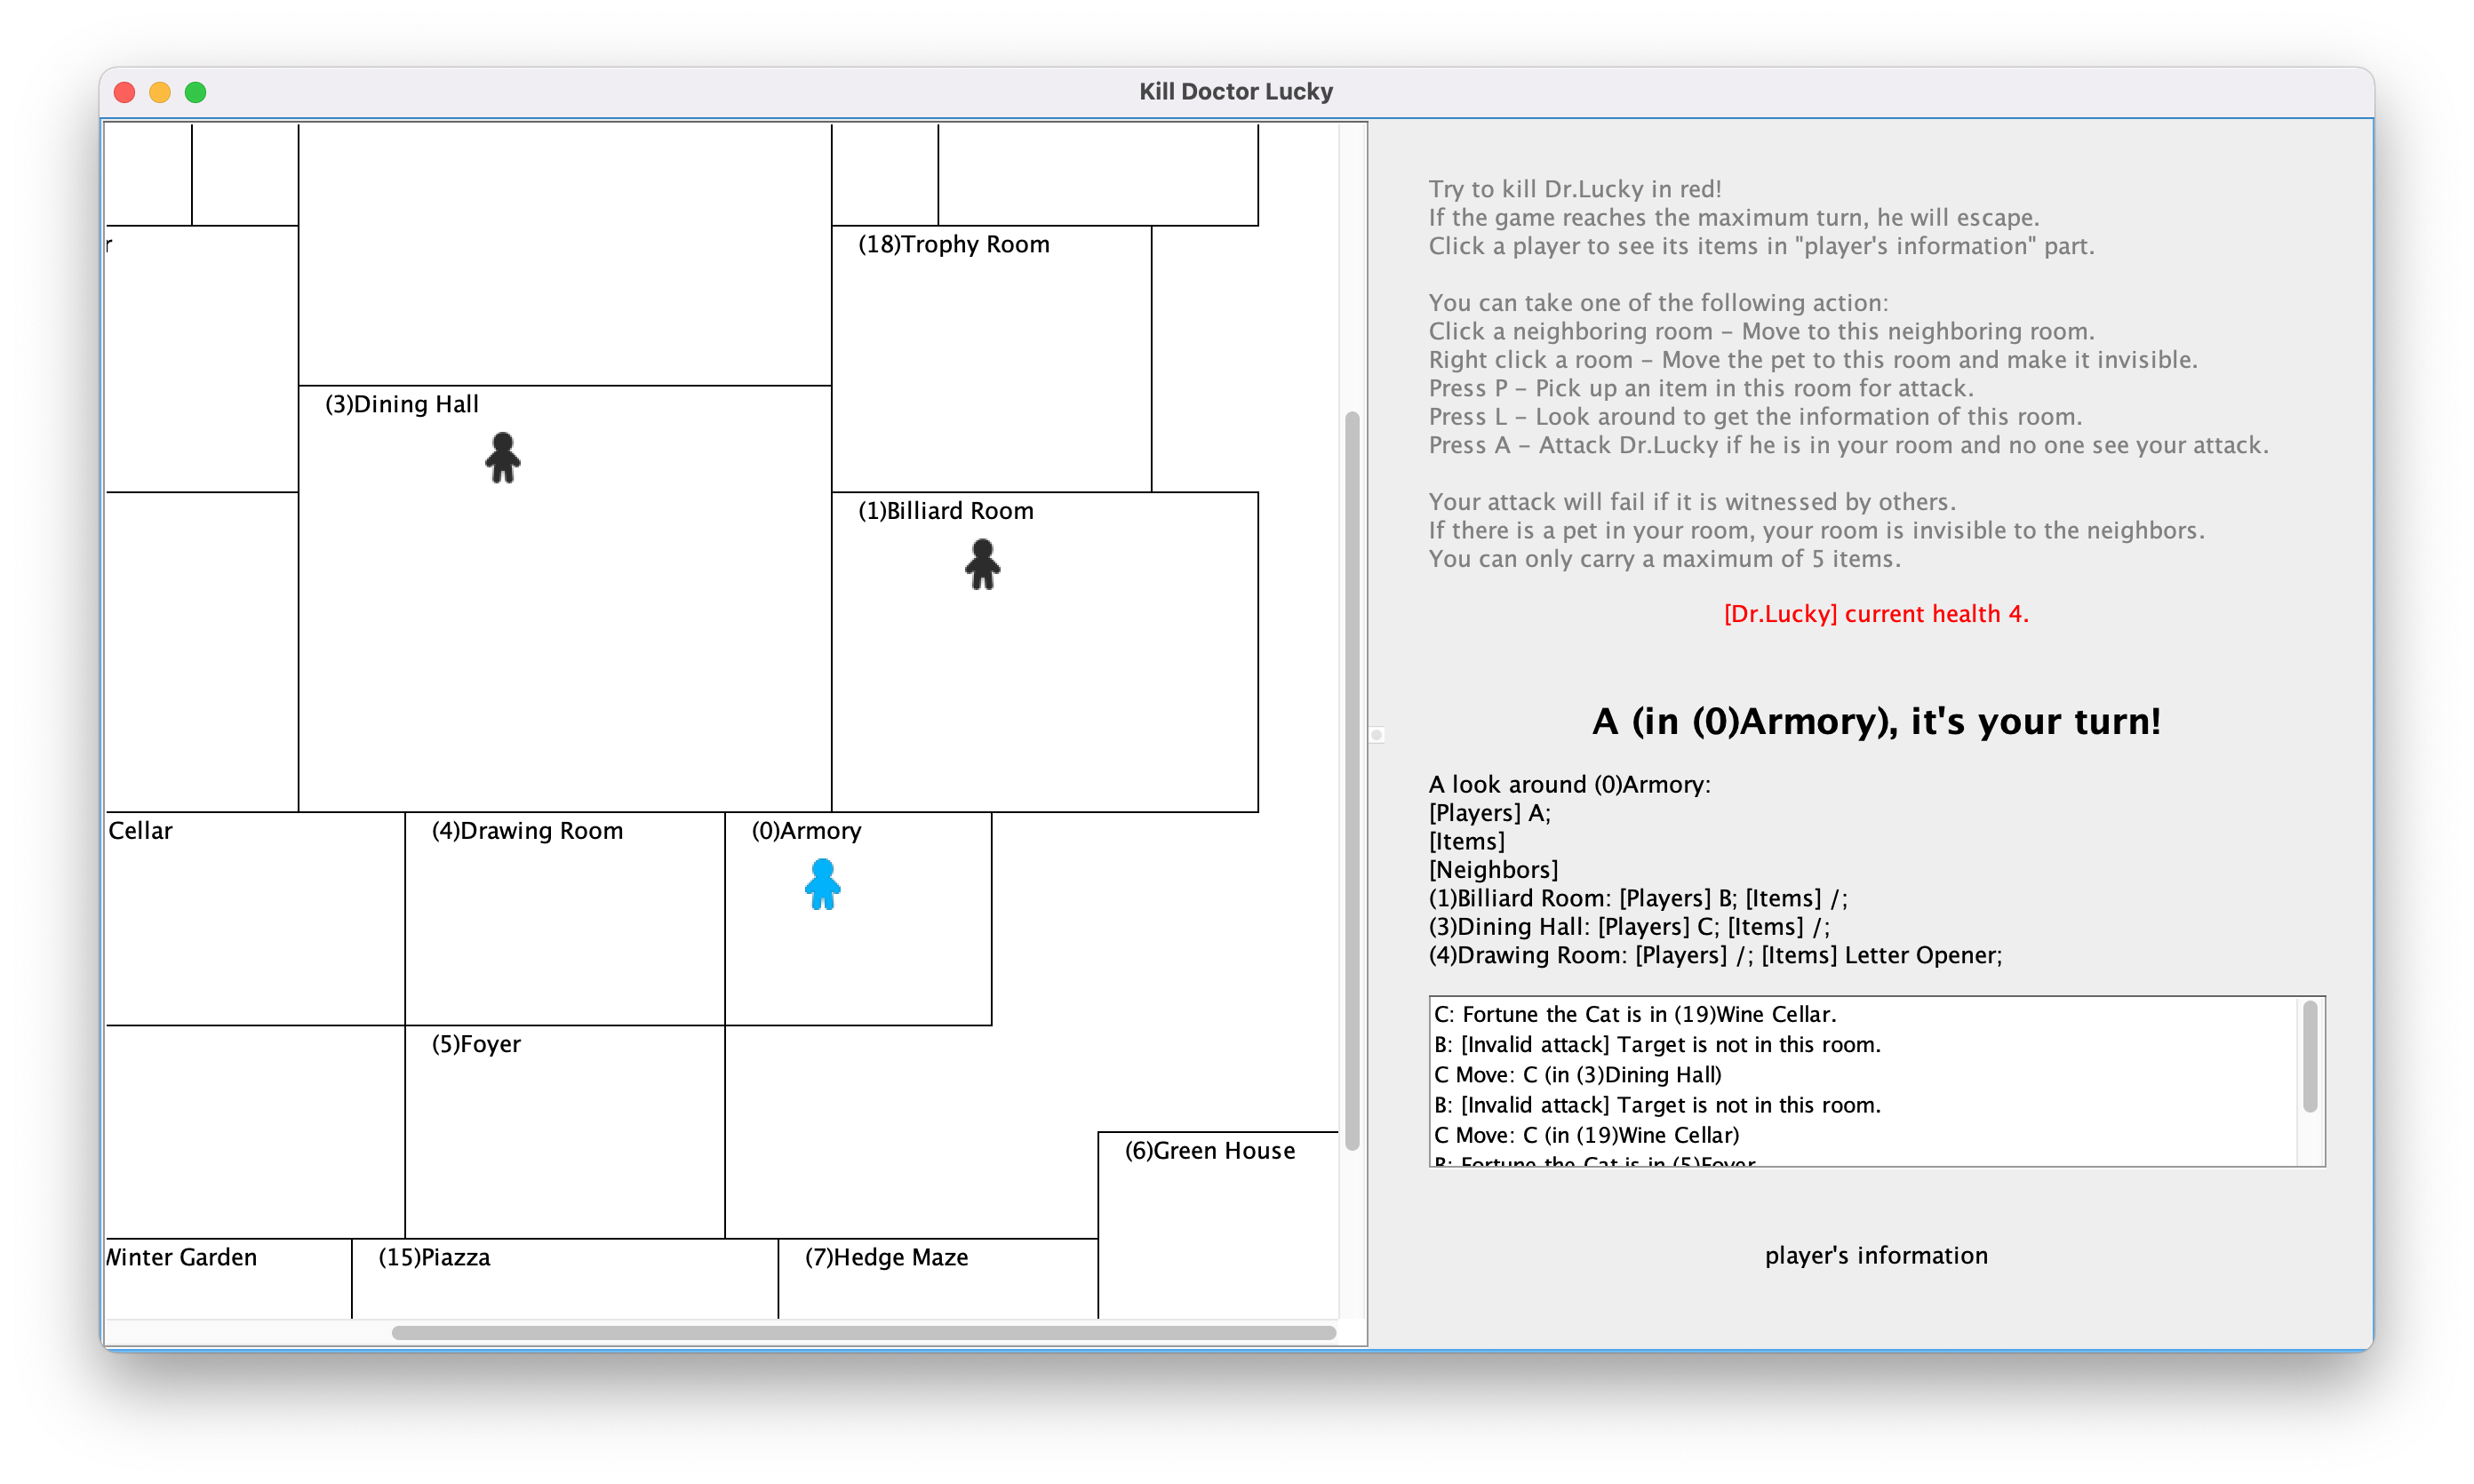 Kill Doctor Lucky
r
(18)Trophy Room
(3)Dining Hall
(1)Billiard Room
Cellar
(4)Drawing Room
(0)Armory
(5)Foyer
(6)Green House
Winter Garden
(15)Piazza
(7)Hedge Maze
Try to kill Dr.Lucky in red!
If the game reaches the maximum turn, he will escape.
Click a player to see its items in "player's information" part.
You can take one of the following action:
Click a neighboring room – Move to this neighboring room.
Right click a room – Move the pet to this room and make it invisible.
Press P – Pick up an item in this room for attack.
Press L – Look around to get the information of this room.
Press A – Attack Dr.Lucky if he is in your room and no one see your attack.
Your attack will fail if it is witnessed by others.
If there is a pet in your room, your room is invisible to the neighbors.
You can only carry a maximum of 5 items.
[Dr.Lucky] current health 4.
A (in (0)Armory), it's your turn!
A look around (0)Armory:
[Players] A;
[Items]
[Neighbors]
(1)Billiard Room: [Players] B; [Items] /;
(3)Dining Hall: [Players] C; [Items] /;
(4)Drawing Room: [Players] /; [Items] Letter Opener;
C: Fortune the Cat is in (19)Wine Cellar.
B: [Invalid attack] Target is not in this room.
C Move: C (in (3)Dining Hall)
B: [Invalid attack] Target is not in this room.
C Move: C (in (19)Wine Cellar)
B: Fortune the Cat is in (5)Foyer
player's information